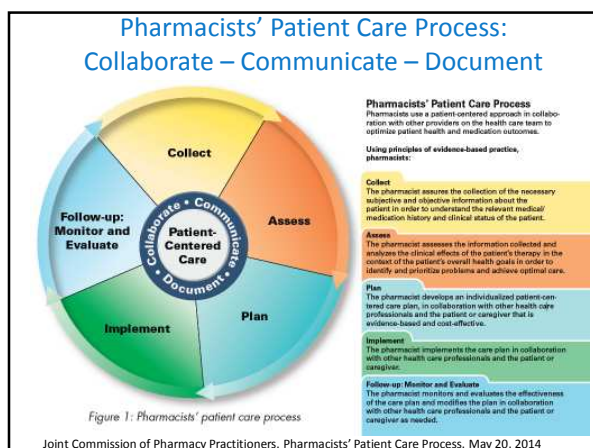 Pharmacists' Patient Care Process:
Collaborate – Communicate – Document
Collect
Assess
Plan
Implement
Follow-up:
Monitor and
Evaluate
Collaborate • Communicate • Document •
Patient-
Centered
Care
Figure 1: Pharmacists' patient care process
Pharmacists' Patient Care Process
Pharmacists use a patient-centered approach in collabo-
ration with other providers on the health care team to
optimize patient health and medication outcomes.
Using principles of evidence-based practice,
pharmacists:
Collect
The pharmacist assures the collection of the necessary
subjective and objective information about the
patient in order to understand the relevant medical/
medication history and clinical status of the patient.
Assess
The pharmacist assesses the information collected and
analyzes the clinical effects of the patient's therapy in the
context of the patient's overall health goals in order to
identify and prioritize problems and achieve optimal care.
Plan
The pharmacist develops an individualized patient-cen-
tered care plan, in collaboration with other health care
professionals and the patient or caregiver that is
evidence-based and cost-effective.
Implement
The pharmacist implements the care plan in collaboration
with other health care professionals and the patient or
caregiver.
Follow-up: Monitor and Evaluate
The pharmacist monitors and evaluates the effectiveness
of the care plan and modifies the plan in collaboration
with other health care professionals and the patient or
caregiver as needed.
Joint Commission of Pharmacy Practitioners. Pharmacists' Patient Care Process. May 20, 2014